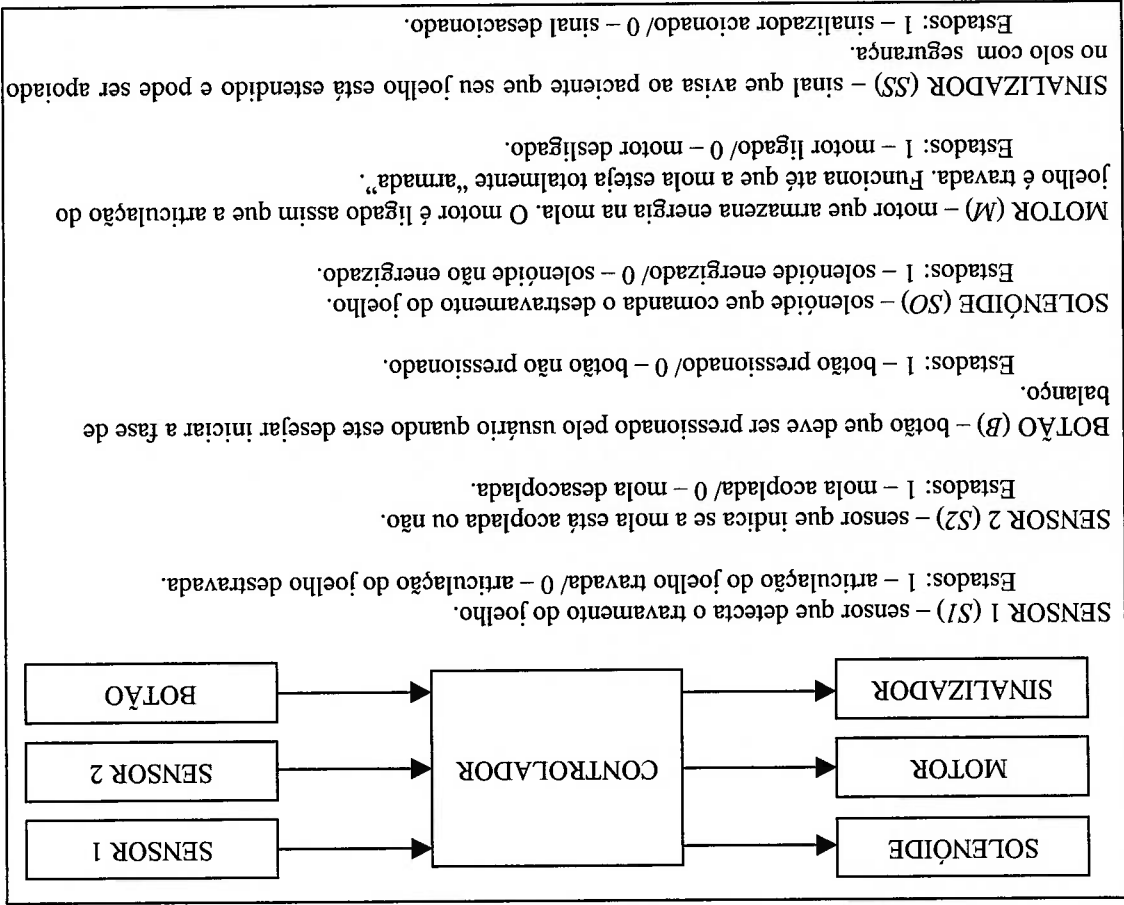 SENSOR 1
SOLENÓIDE
SENSOR 2
CONTROLADOR
MOTOR
BOTÃO
SINALIZADOR
SENSOR 1 (S1) – sensor que detecta o travamento do joelho.
Estados: 1 – articulação do joelho travada/ 0 – articulação do joelho destravada.
SENSOR 2 (S2) – sensor que indica se a mola está acoplada ou não.
Estados: 1 – mola acoplada/ 0 – mola desacoplada.
BOTÃO (B) – botão que deve ser pressionado pelo usuário quando este desejar iniciar a fase de
balanço.
Estados: 1 – botão pressionado/ 0 – botão não pressionado.
SOLENÓIDE (SO) – solenóide que comanda o destravamento do joelho.
Estados: 1 – solenóide energizado/ 0 – solenóide não energizado.
MOTOR (M) – motor que armazena energia na mola. O motor é ligado assim que a articulação do
joelho é travada. Funciona até que a mola esteja totalmente “armada”.
Estados: 1 – motor ligado/ 0 – motor desligado.
SINALIZADOR (SS) – sinal que avisa ao paciente que seu joelho está estendido e pode ser apoiado
no solo com segurança.
Estados: 1 – sinalizador acionado/ 0 – sinal desacionado.